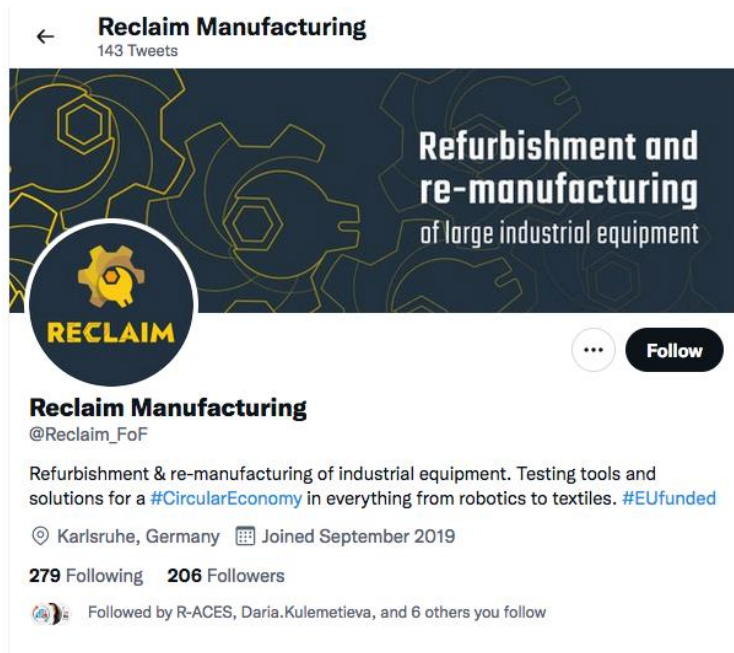 Reclaim Manufacturing
143 Tweets
Refurbishment and
re-manufacturing
of large industrial equipment
RECLAIM
Follow
Reclaim Manufacturing
@Reclaim_FoF
Refurbishment & re-manufacturing of industrial equipment. Testing tools and
solutions for a #CircularEconomy in everything from robotics to textiles. #EUfunded
Karlsruhe, Germany Joined September 2019
279 Following 206 Followers
Followed by R-ACES, Daria.Kulemetieva, and 6 others you follow